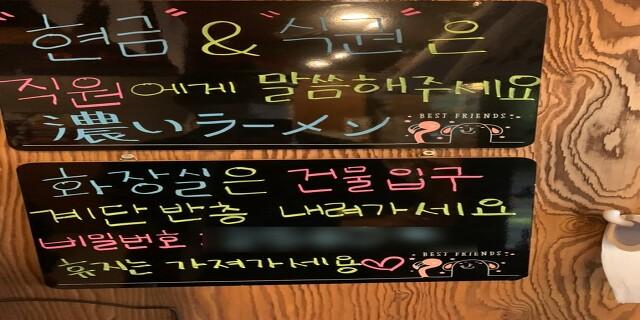 "현금" & "식권" 은
직원에게 말씀해주세요
濃いラーメン
BEST FRIENDS
화장실은 건물입구
계단 반층 내려가세요
비밀번호 :
휴지는 가져가세용♡
BEST FRIENDS